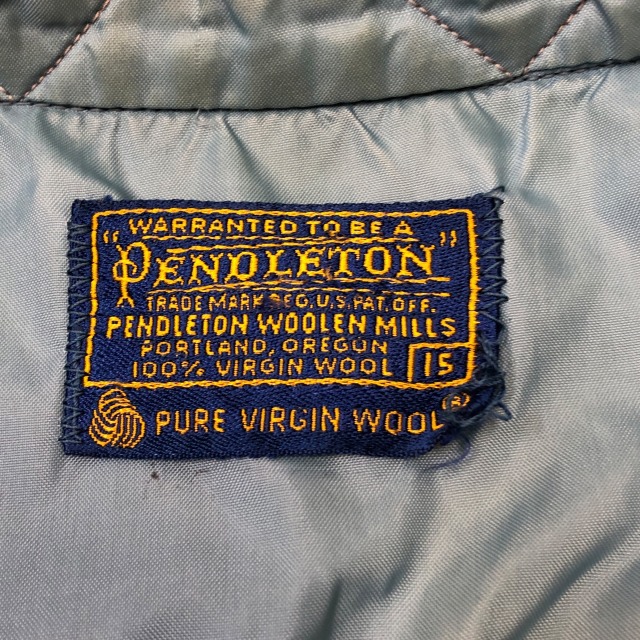 WARRANTED TO BE A
"PENDLETON"
TRADE MARK REG.U.S.PAT.OFF.
PENDLETON WOOLEN MILLS
PORTLAND, OREGON
100% VIRGIN WOOL 15
PURE VIRGIN WOOL®